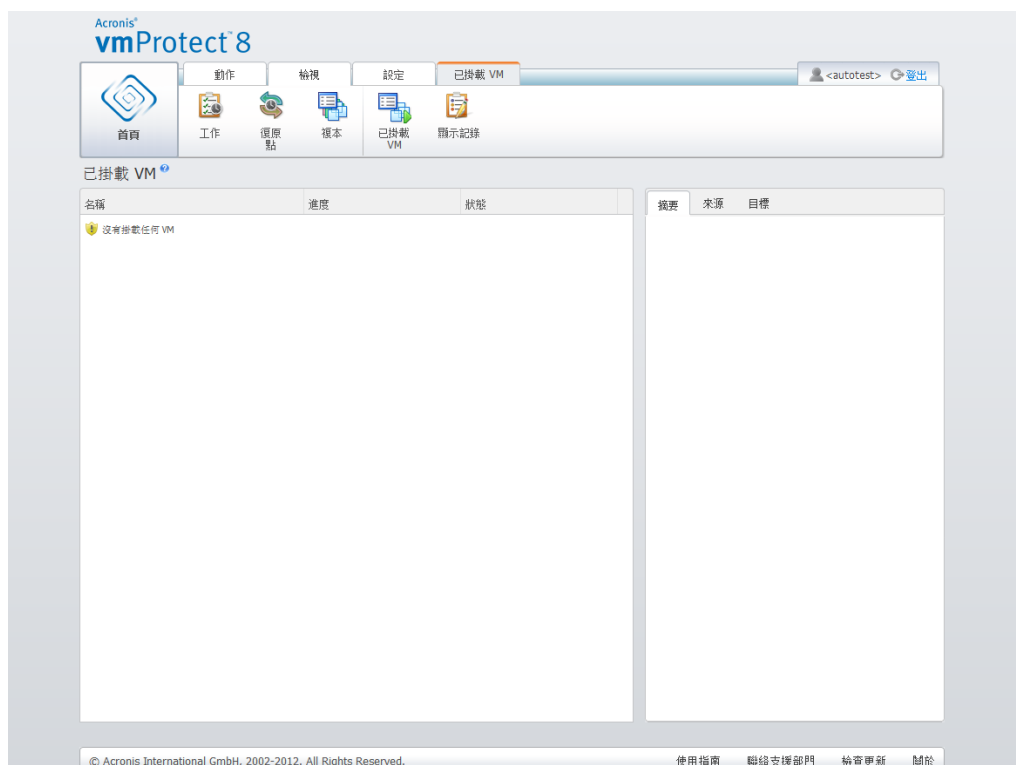 Acronis®
vmProtect™8
動作 檢視 設定 已掛載 VM <autotest> 登出
首頁 工作 復原點 複本 已掛載 VM 顯示記錄
已掛載 VM
名稱 進度 狀態 摘要 來源 目標
沒有掛載任何 VM
© Acronis International GmbH, 2002-2012. All Rights Reserved. 使用指南 聯絡支援部門 檢查更新 關於